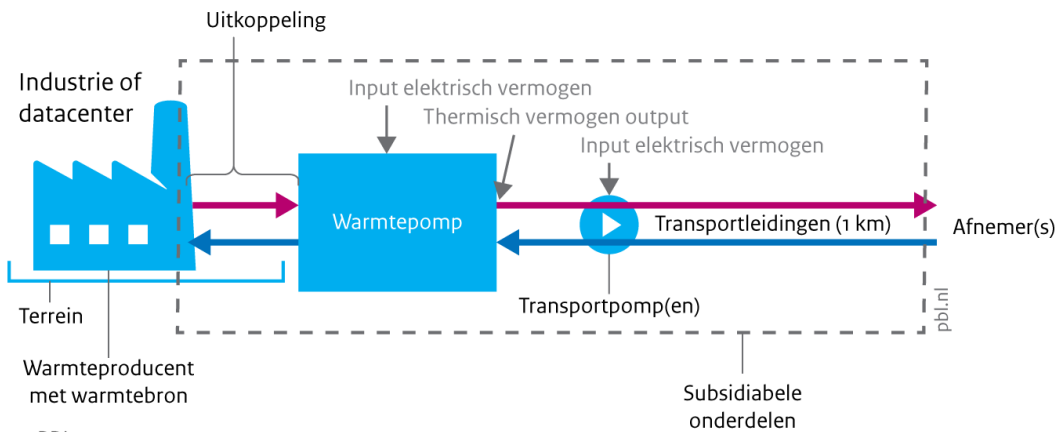 Uitkoppeling
Industrie of
datacenter
Input elektrisch vermogen
Thermisch vermogen output
Input elektrisch vermogen
Warmtepomp
Transportleidingen (1 km)
Afnemer(s)
Transportpomp(en)
pbl.nl
Terrein
Warmteproducent
met warmtebron
Subsidiabele
onderdelen